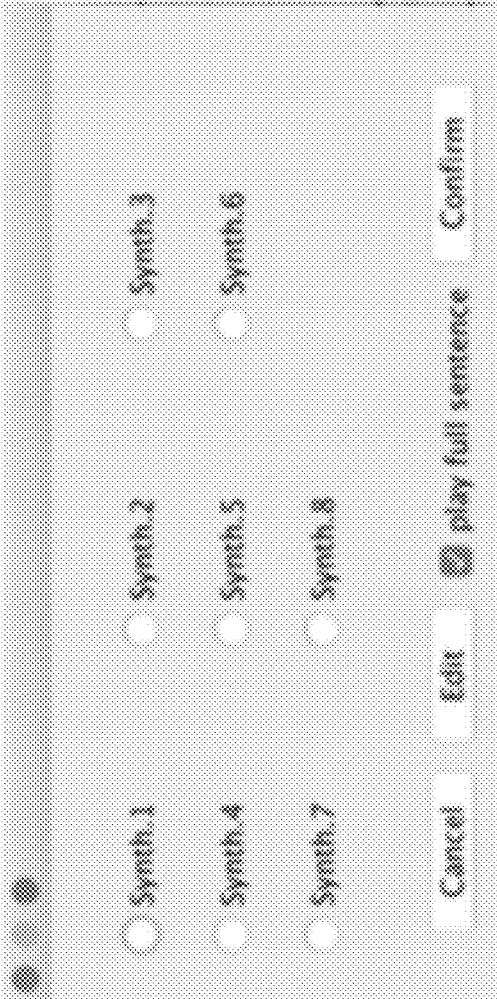 Synth.1 Synth.2 Synth.3
Synth.4 Synth.5 Synth.6
Synth.7 Synth.8
Cancel Edit play full sentence Confirm